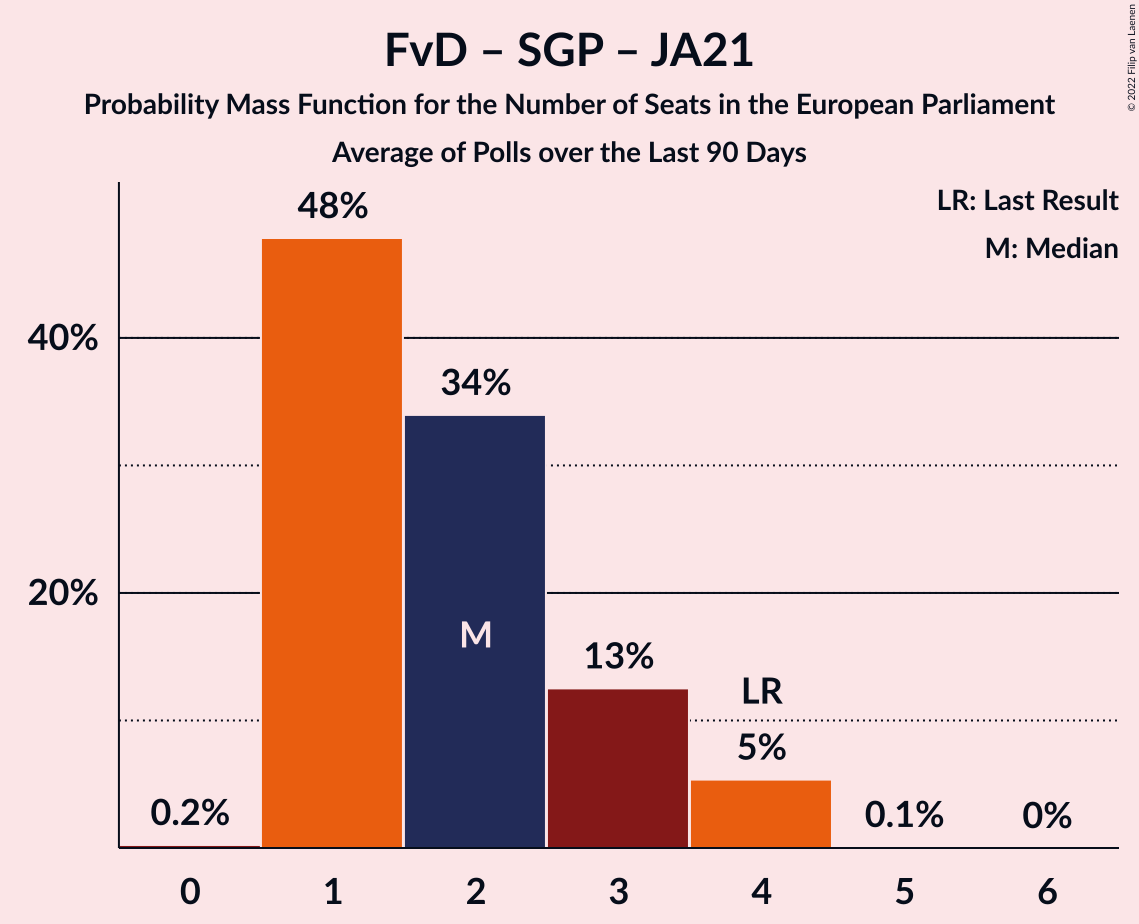 FvD – SGP – JA21
Probability Mass Function for the Number of Seats in the European Parliament
Average of Polls over the Last 90 Days
© 2022 Filip van Laenen
LR: Last Result
M: Median
48%
40%
34%
20%
M
13%
LR
5%
0.2%
0.1%
0%
0 1 2 3 4 5 6